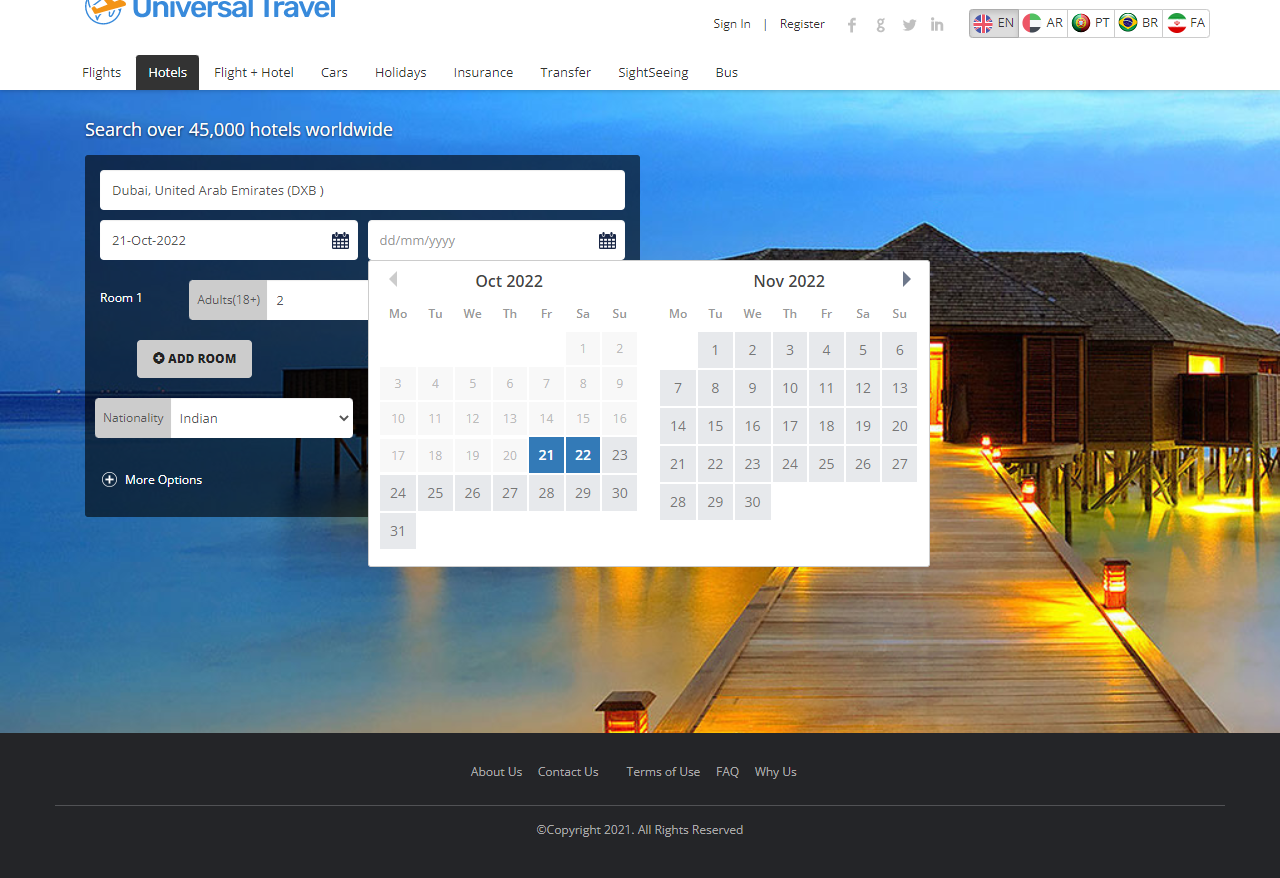 Universal Travel
Sign In | Register
EN AR PT BR FA
Flights Hotels Flight + Hotel Cars Holidays Insurance Transfer SightSeeing Bus
Search over 45,000 hotels worldwide
Dubai, United Arab Emirates (DXB )
21-Oct-2022 dd/mm/yyyy
Room 1 Adults(18+) 2
ADD ROOM
Nationality Indian
More Options
Oct 2022
Mo Tu We Th Fr Sa Su
1 2
3 4 5 6 7 8 9
10 11 12 13 14 15 16
17 18 19 20 21 22 23
24 25 26 27 28 29 30
31
Nov 2022
Mo Tu We Th Fr Sa Su
1 2 3 4 5 6
7 8 9 10 11 12 13
14 15 16 17 18 19 20
21 22 23 24 25 26 27
28 29 30
About Us Contact Us Terms of Use FAQ Why Us
©Copyright 2021. All Rights Reserved